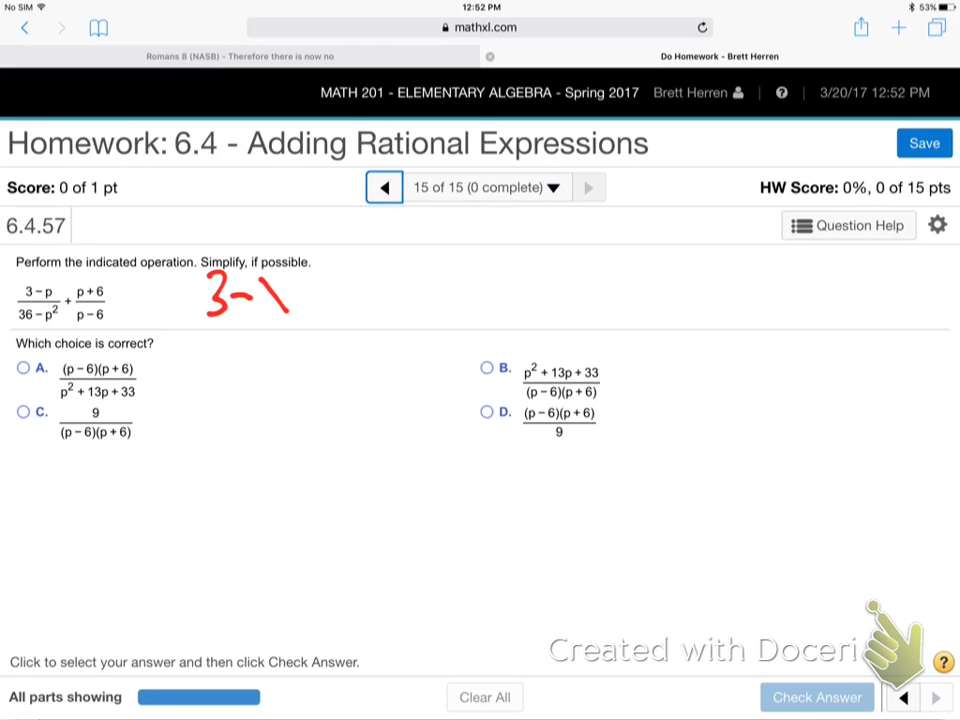 No SIM 12:52 PM 53%
mathxl.com
Romans 8 (NASB) - Therefore there is now no Do Homework - Brett Herren
MATH 201 - ELEMENTARY ALGEBRA - Spring 2017 Brett Herren | ? | 3/20/17 12:52 PM
Homework: 6.4 - Adding Rational Expressions Save
Score: 0 of 1 pt 15 of 15 (0 complete) HW Score: 0%, 0 of 15 pts
6.4.57 Question Help
Perform the indicated operation. Simplify, if possible.
3 - p p + 6 3 -
+
36 - p² p - 6
Which choice is correct?
A. (p - 6)(p + 6) B. p² + 13p + 33
p² + 13p + 33 (p - 6)(p + 6)
C. 9 D. (p - 6)(p + 6)
(p - 6)(p + 6) 9
Created with Doceri
Click to select your answer and then click Check Answer. ?
All parts showing Clear All Check Answer